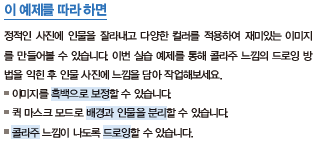 이 예제를 따라 하면
정적인 사진에 인물을 잘라내고 다양한 컬러를 적용하여 재미있는 이미지
를 만들어볼 수 있습니다. 이번 실습 예제를 통해 콜라주 느낌의 드로잉 방
법을 익힌 후 인물 사진에 느낌을 담아 작업해보세요.
■ 이미지를 흑백으로 보정할 수 있습니다.
■ 퀵 마스크 모드로 배경과 인물을 분리할 수 있습니다.
■ 콜라주 느낌이 나도록 드로잉할 수 있습니다.